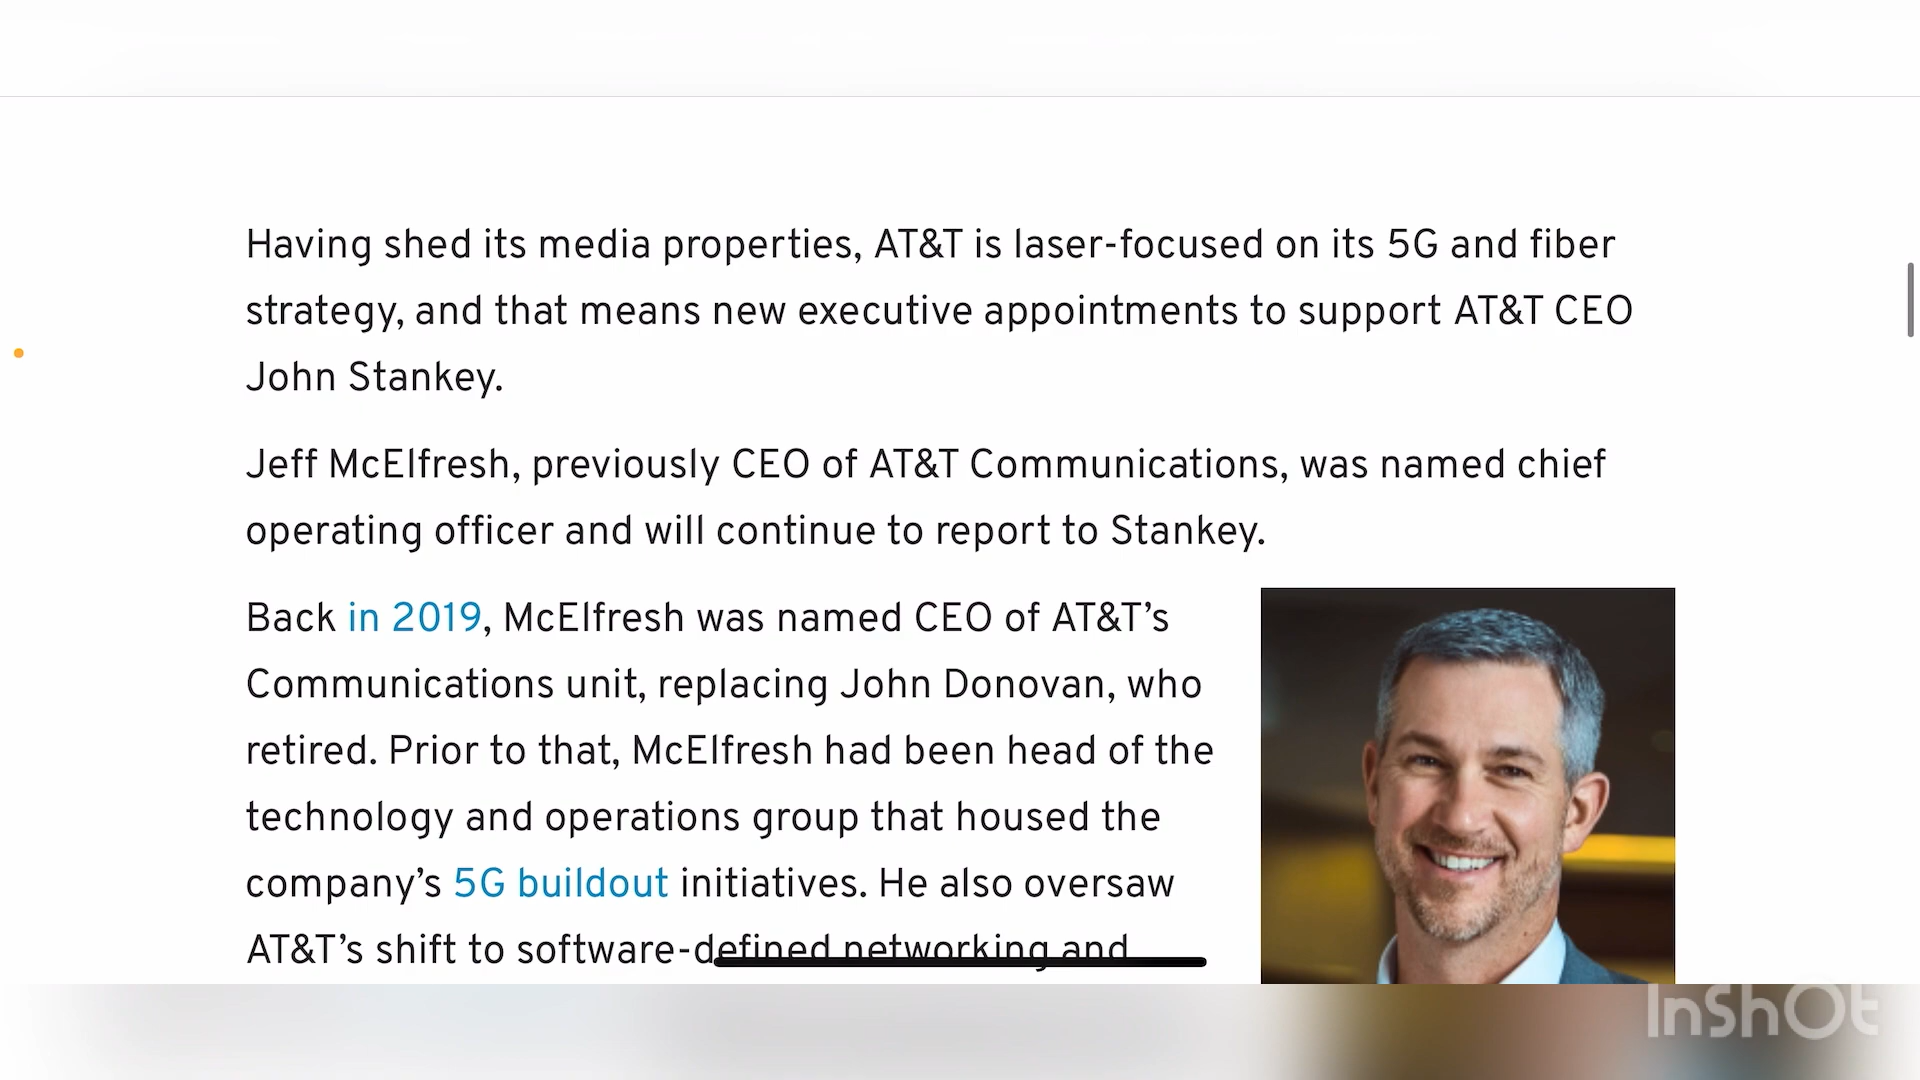 Having shed its media properties, AT&T is laser-focused on its 5G and fiber
strategy, and that means new executive appointments to support AT&T CEO
John Stankey.
Jeff McElfresh, previously CEO of AT&T Communications, was named chief
operating officer and will continue to report to Stankey.
Back in 2019, McElfresh was named CEO of AT&T’s
Communications unit, replacing John Donovan, who
retired. Prior to that, McElfresh had been head of the
technology and operations group that housed the
company’s 5G buildout initiatives. He also oversaw
AT&T’s shift to software-defined networking and
InShOt